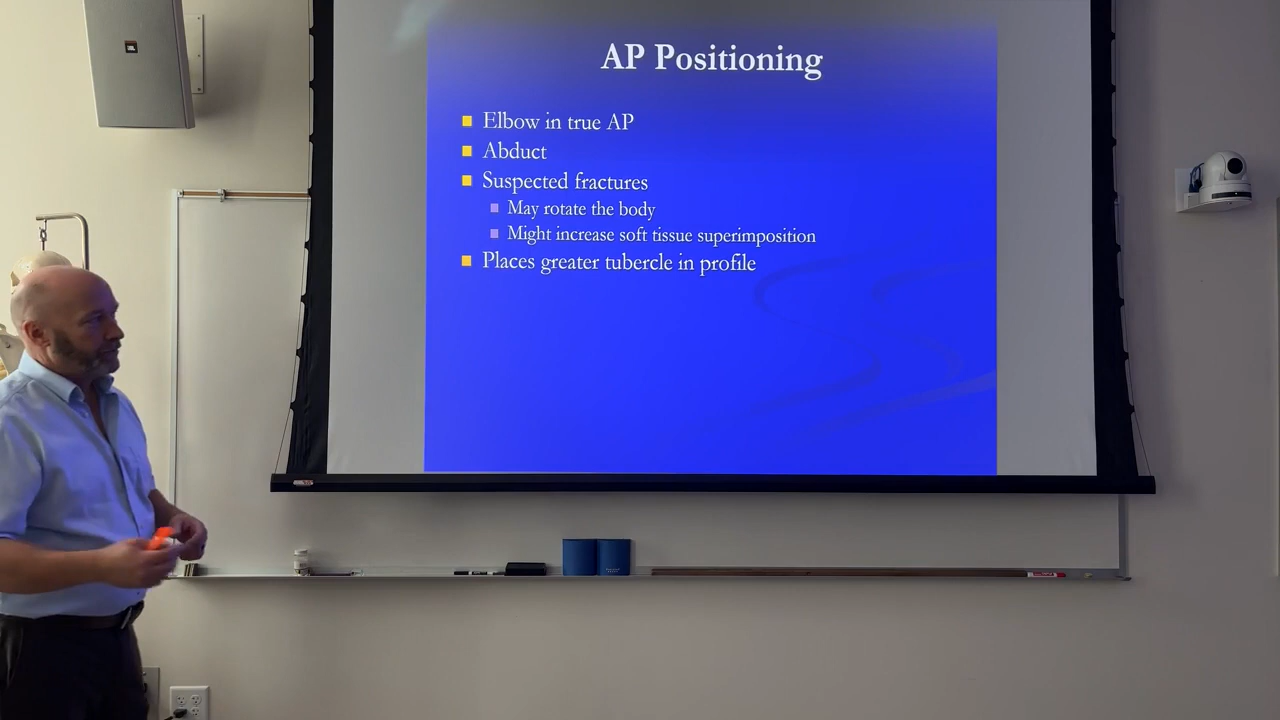 JBL
AP Positioning
Elbow in true AP
Abduct
Suspected fractures
May rotate the body
Might increase soft tissue superimposition
Places greater tubercle in profile